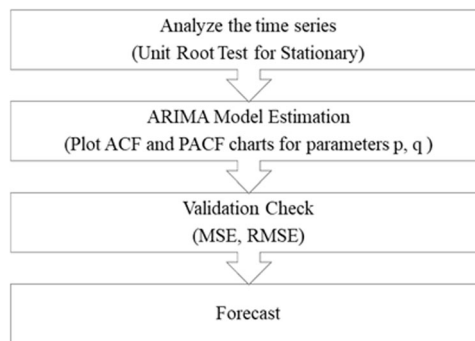 Analyze the time series
(Unit Root Test for Stationary)
ARIMA Model Estimation
(Plot ACF and PACF charts for parameters p, q )
Validation Check
(MSE, RMSE)
Forecast